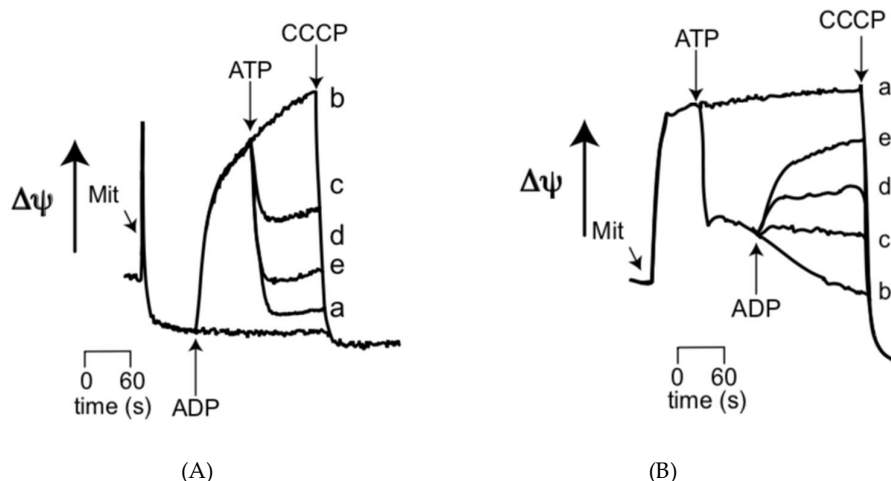 CCCP
ATP
b
Δψ
Mit
c
d
e
a
0 60
time (s)
ADP
(A)
CCCP
ATP
a
e
Δψ
d
Mit
c
b
ADP
0 60
time (s)
(B)